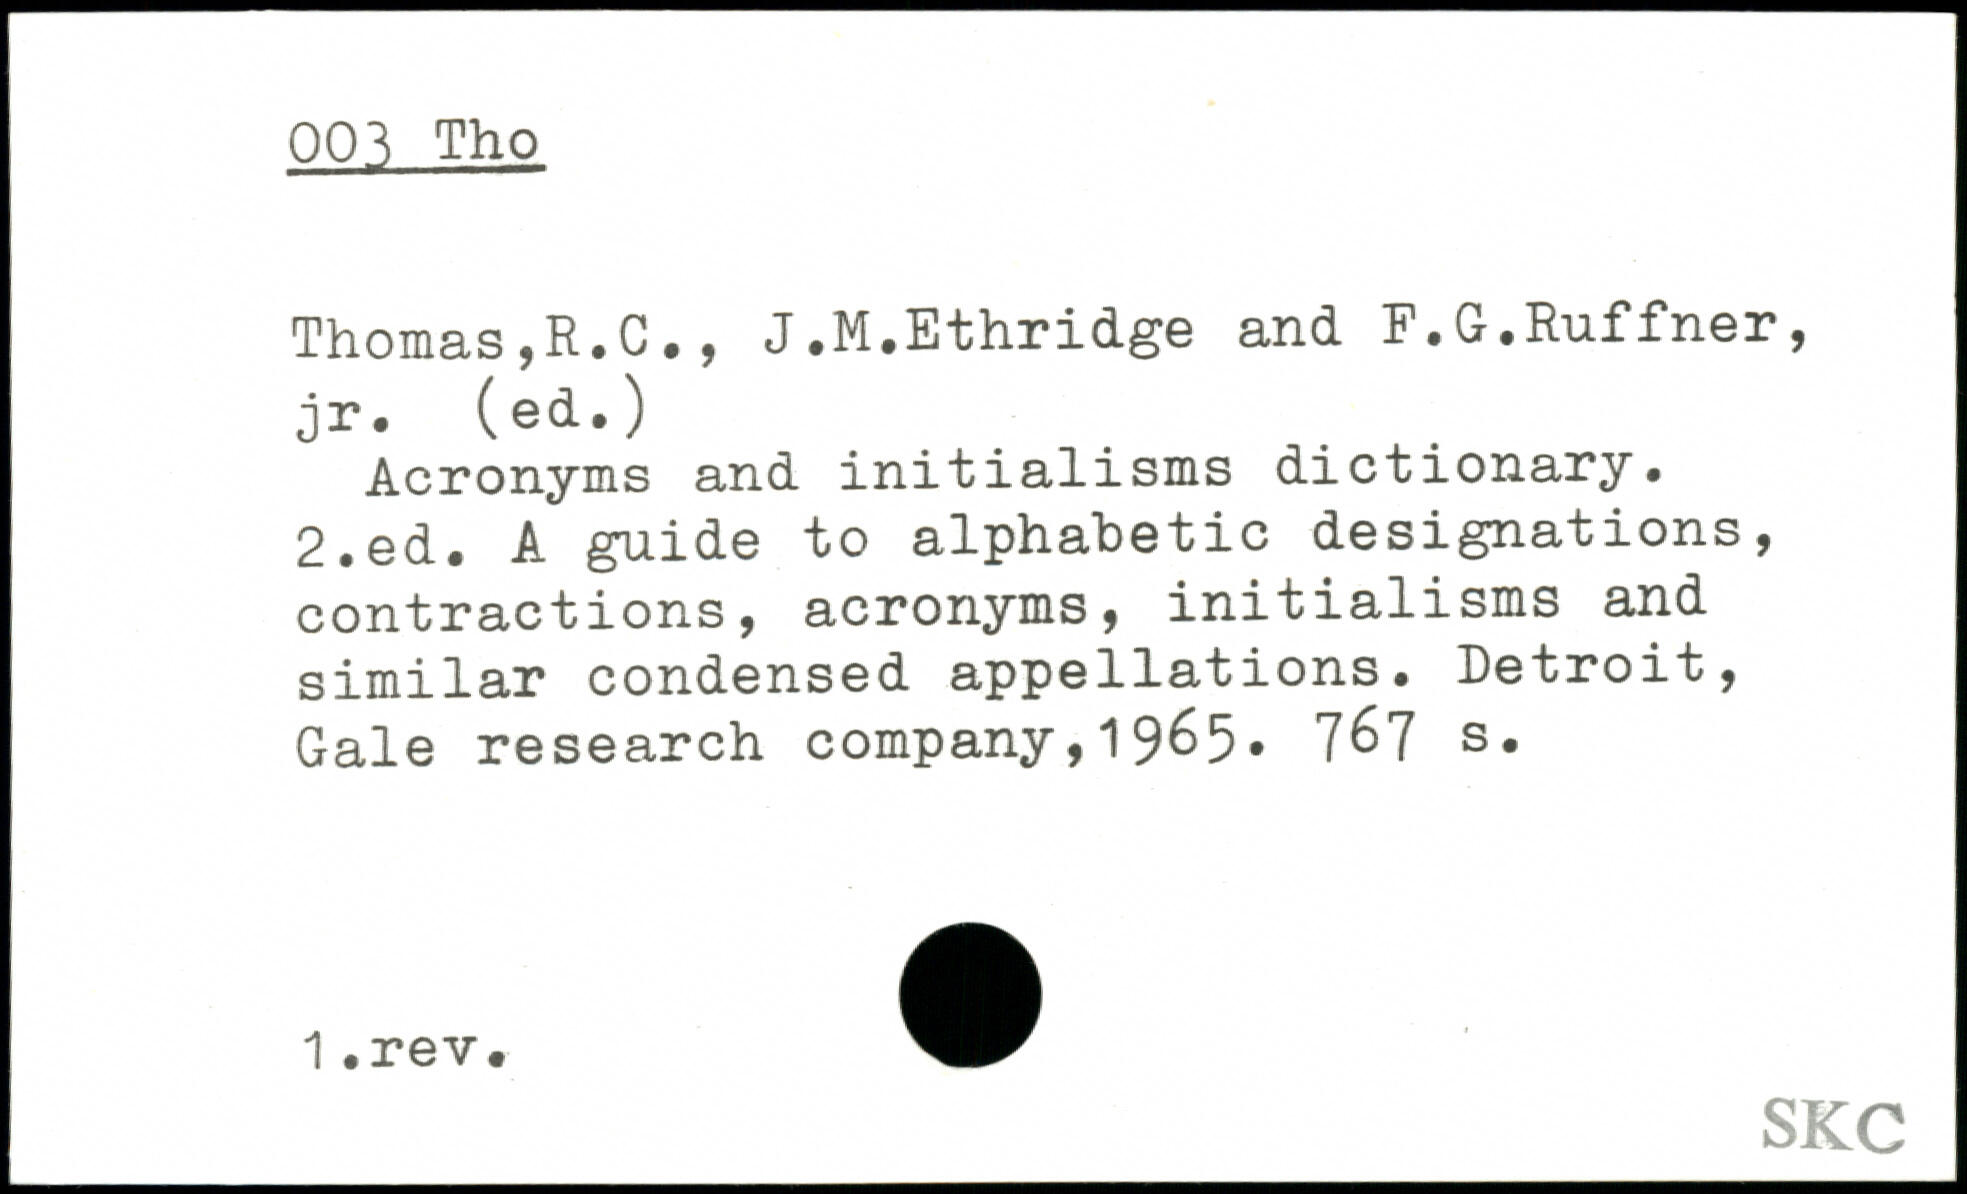 003 Tho
Thomas,R.C., J.M.Ethridge and F.G.Ruffner,
jr. (ed.)
Acronyms and initialisms dictionary.
2.ed. A guide to alphabetic designations,
contractions, acronyms, initialisms and
similar condensed appellations. Detroit,
Gale research company,1965. 767 s.
1.rev.
SKC